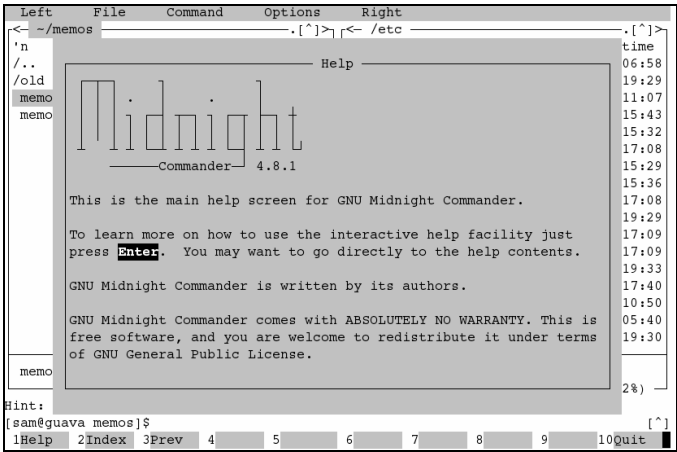 Left File Command Options Right
<- ~/memos .[^]> <- /etc .[^]>
'n time
/.. 06:58
/old 19:29
memo 11:07
memo 15:43
15:32
17:08
15:29
15:36
17:08
19:29
17:09
17:09
19:33
17:40
10:50
05:40
19:30
Help
Midnight
Commander 4.8.1
This is the main help screen for GNU Midnight Commander.
To learn more on how to use the interactive help facility just
press Enter. You may want to go directly to the help contents.
GNU Midnight Commander is written by its authors.
GNU Midnight Commander comes with ABSOLUTELY NO WARRANTY. This is
free software, and you are welcome to redistribute it under terms
of GNU General Public License.
memo
2%)
Hint:
[sam@guava memos]$ [^]
1Help 2Index 3Prev 4 5 6 7 8 9 10Quit